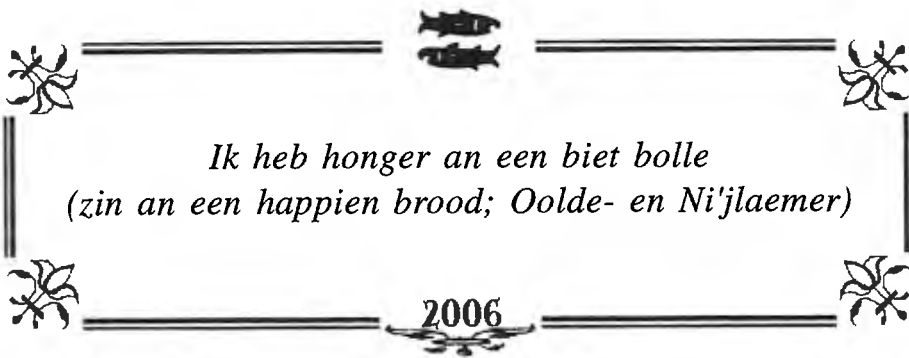 Ik heb honger an een biet bolle
(zin an een happien brood; Oolde- en Ni'jlaemer)
2006